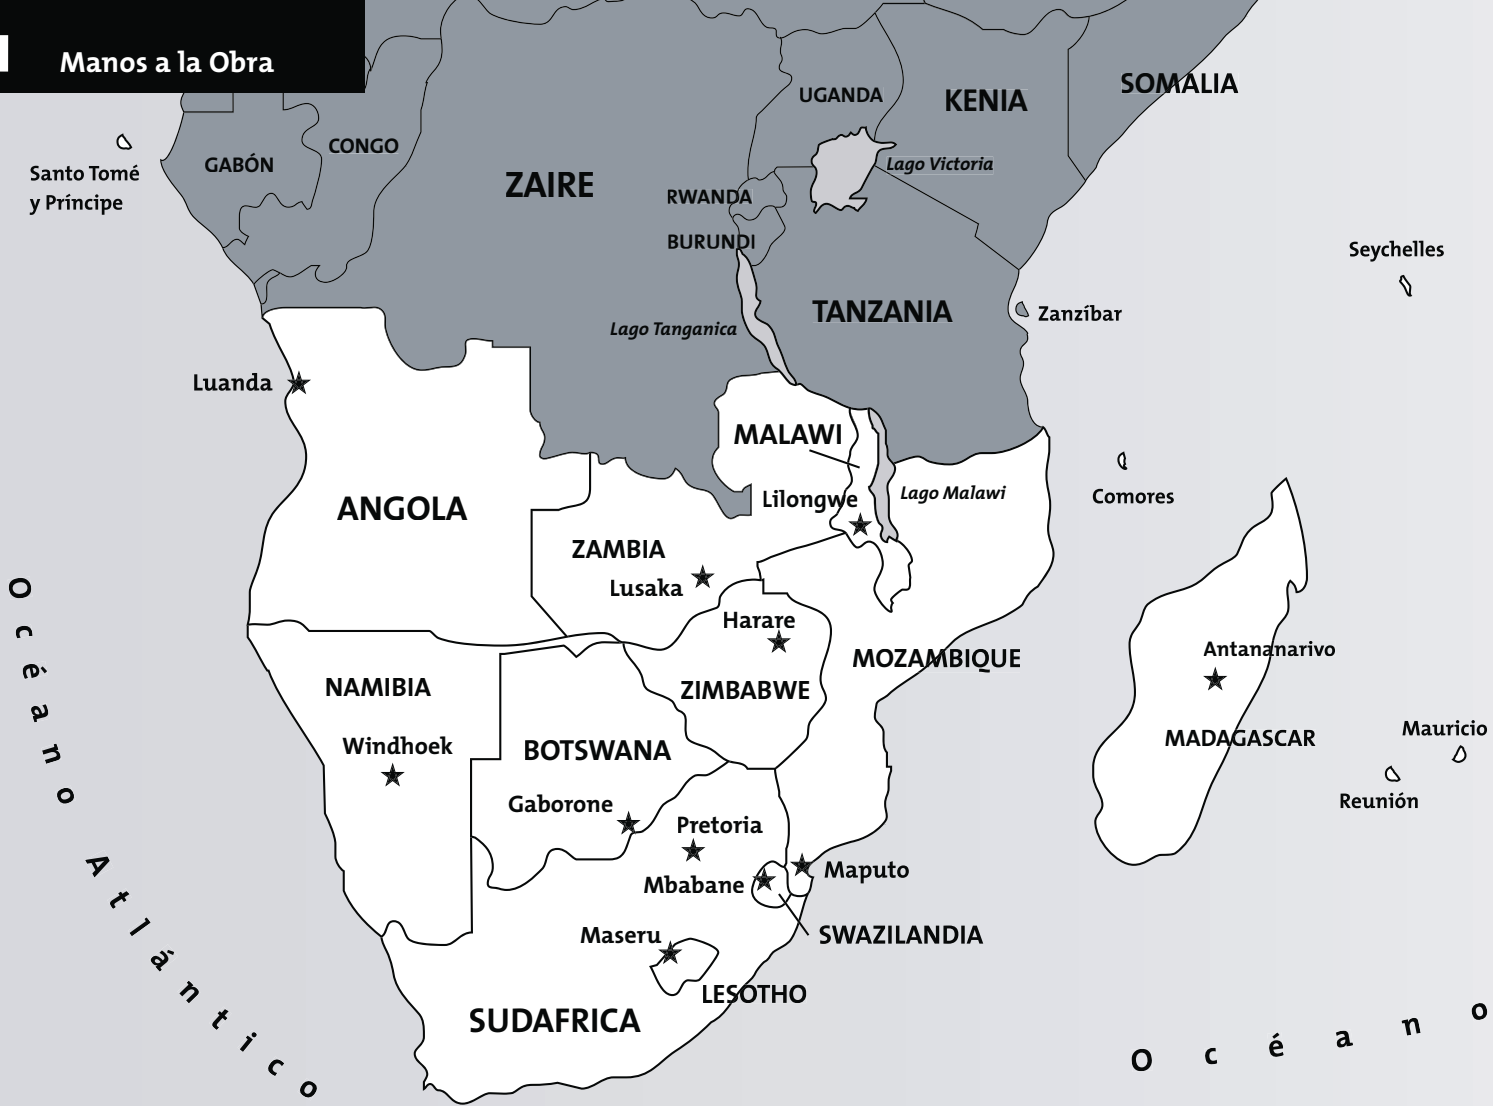 Manos a la Obra
SOMALIA
UGANDA
KENIA
CONGO
GABÓN
Lago Victoria
Santo Tomé
y Príncipe
ZAIRE
RWANDA
BURUNDI
Seychelles
TANZANIA
Zanzíbar
Lago Tanganica
Luanda
MALAWI
Lilongwe
Lago Malawi
Comores
ANGOLA
ZAMBIA
Lusaka
Harare
MOZAMBIQUE
Antananarivo
NAMIBIA
ZIMBABWE
Windhoek
BOTSWANA
MADAGASCAR
Mauricio
Reunión
Gaborone
Pretoria
Maputo
Mbabane
Maseru
SWAZILANDIA
LESOTHO
SUDAFRICA
Océano Atlántico
Océano